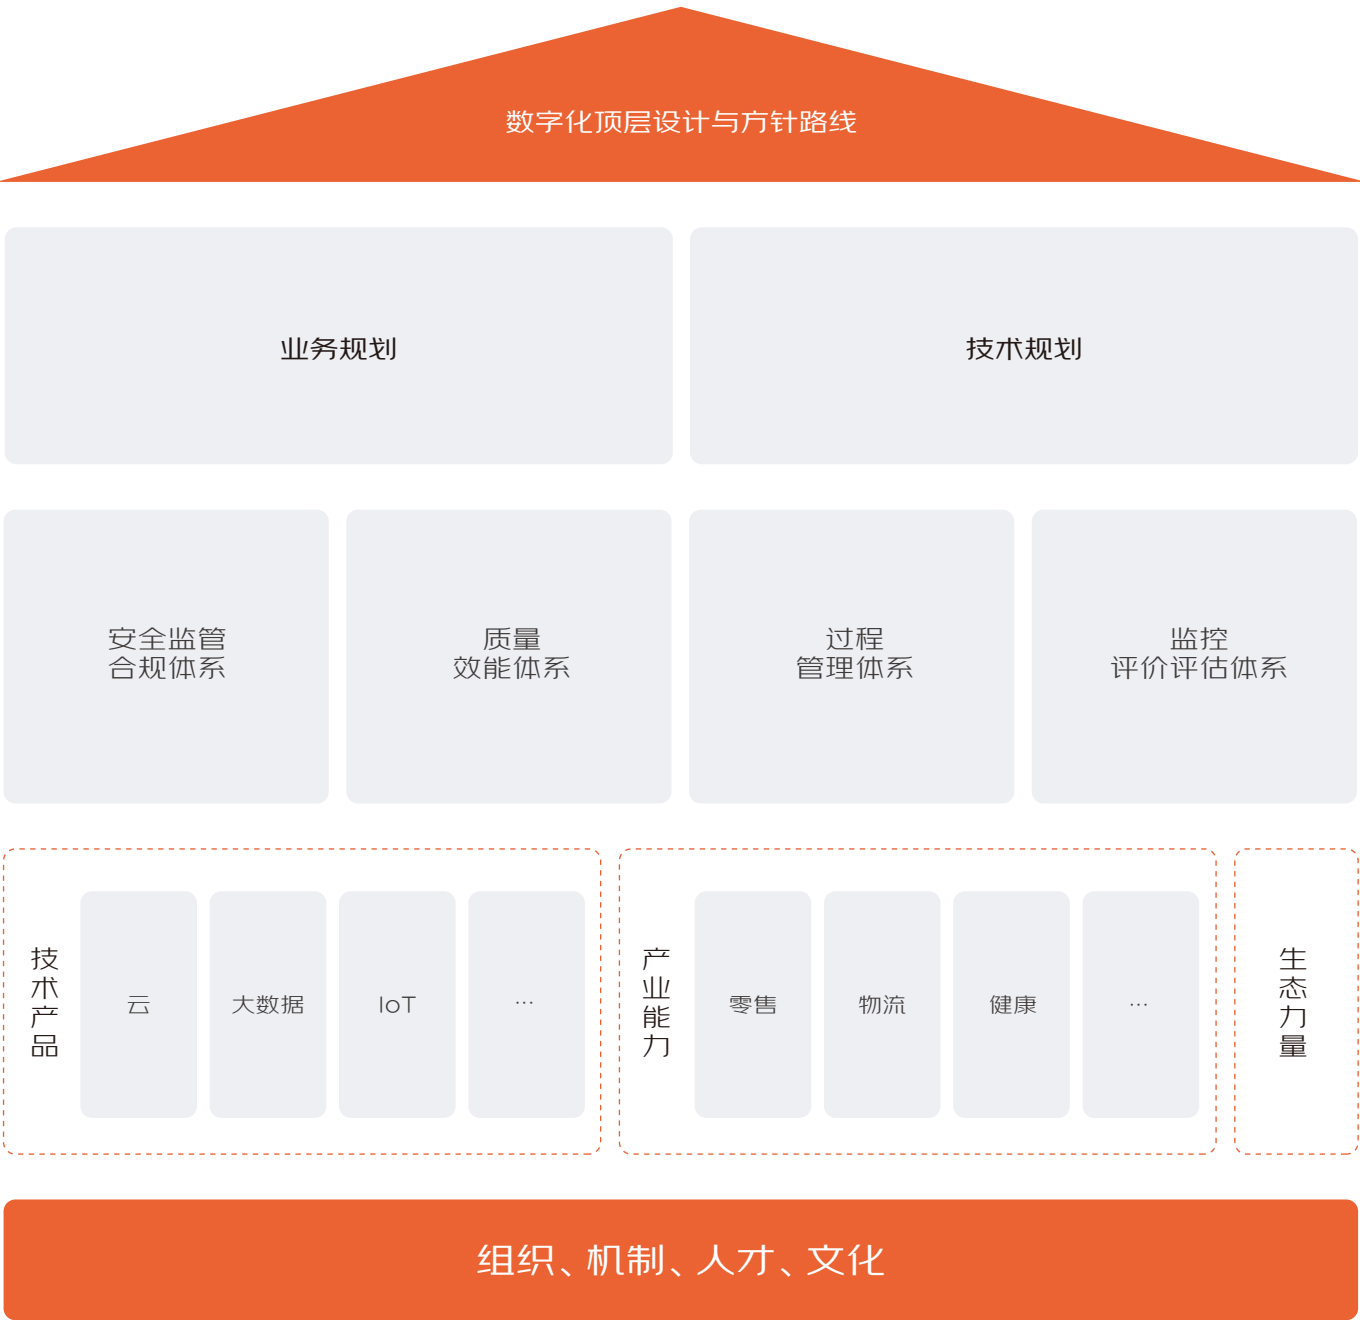 数字化顶层设计与方针路线
业务规划
技术规划
安全监管
合规体系
质量
效能体系
过程
管理体系
监控
评价评估体系
技术产品
云
大数据
IoT
…
产业能力
零售
物流
健康
…
生态力量
组织、机制、人才、文化